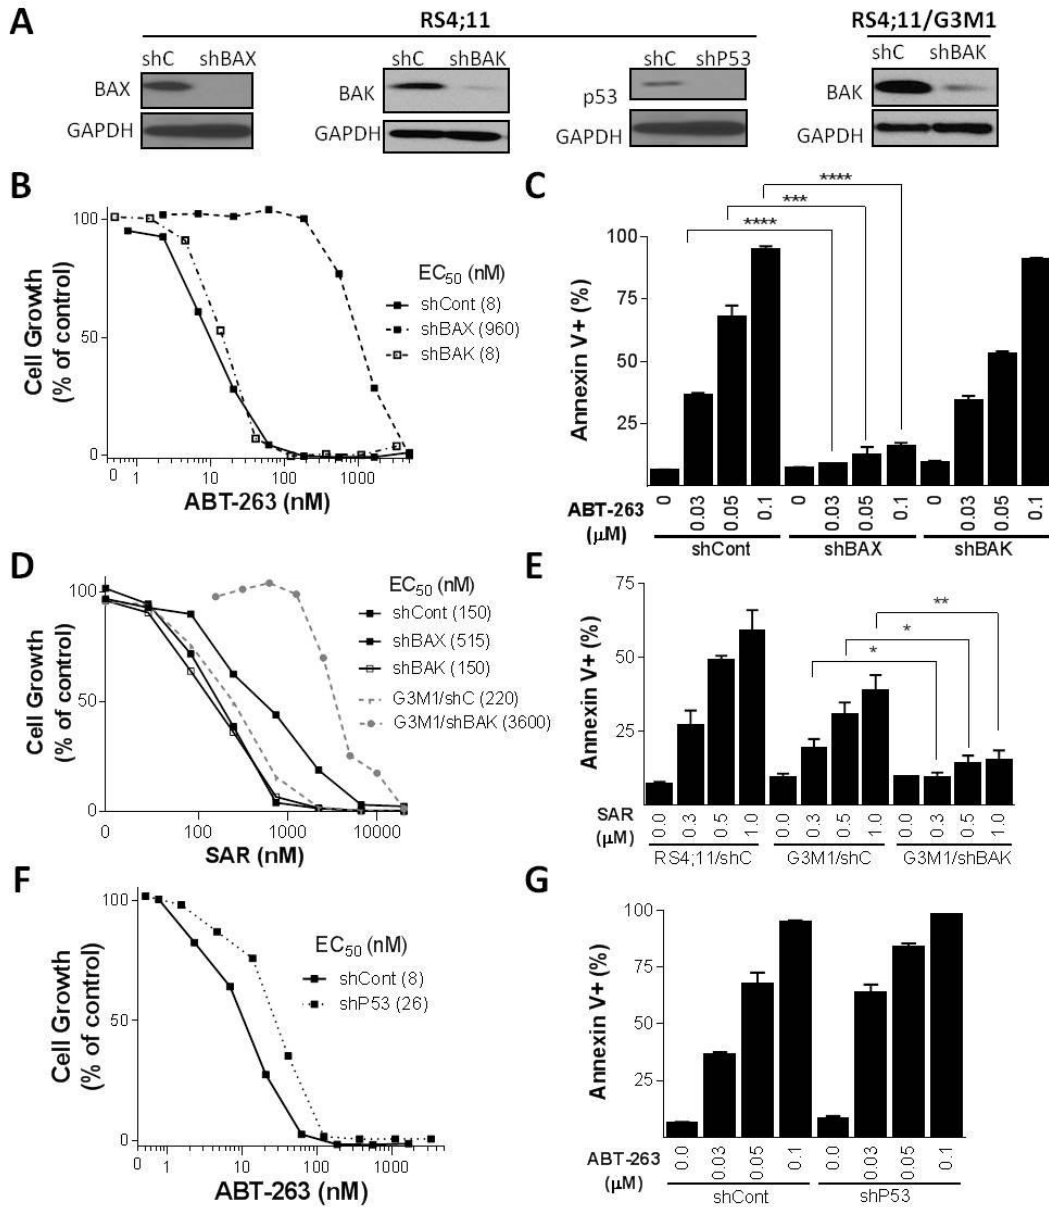 A
RS4;11
RS4;11/G3M1
shC shBAX
shC shBAK
shC shP53
shC shBAK
BAX
BAK
p53
BAK
GAPDH
GAPDH
GAPDH
GAPDH
B
Cell Growth
(% of control)
100
50
0
0 1 10 100 1000
ABT-263 (nM)
EC50 (nM)
shCont (8)
shBAX (960)
shBAK (8)
C
****
***
****
Annexin V+ (%)
100
75
50
25
ABT-263
(μM)
0 0.03 0.05 0.1 0 0.03 0.05 0.1 0 0.03 0.05 0.1
shCont shBAX shBAK
D
Cell Growth
(% of control)
100
50
0
0 100 1000 10000
SAR (nM)
EC50 (nM)
shCont (150)
shBAX (515)
shBAK (150)
G3M1/shC (220)
G3M1/shBAK (3600)
E
**
*
*
Annexin V+ (%)
75
50
25
SAR
(μM)
0.0 0.3 0.5 1.0 0.0 0.3 0.5 1.0 0.0 0.3 0.5 1.0
RS4;11/shC G3M1/shC G3M1/shBAK
F
Cell Growth
(% of control)
100
50
0
0 1 10 100 1000
ABT-263 (nM)
EC50 (nM)
shCont (8)
shP53 (26)
G
Annexin V+ (%)
100
75
50
25
ABT-263
(μM)
0.0 0.03 0.05 0.1 0.0 0.03 0.05 0.1
shCont shP53